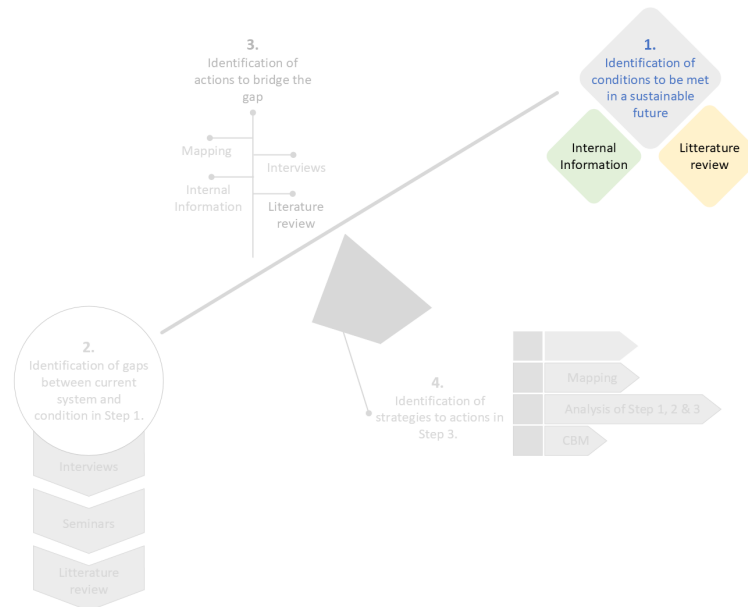 3.
Identification of
actions to bridge the
gap
Mapping
Interviews
Internal
Information
Literature
review
1.
Identification of
conditions to be met
in a sustainable
future
Internal
Information
Litterature
review
2.
Identification of gaps
between current
system and
condition in Step 1.
Interviews
Seminars
Litterature
review
4.
Identification of
strategies to actions in
Step 3.
Mapping
Analysis of Step 1, 2 & 3
CBM